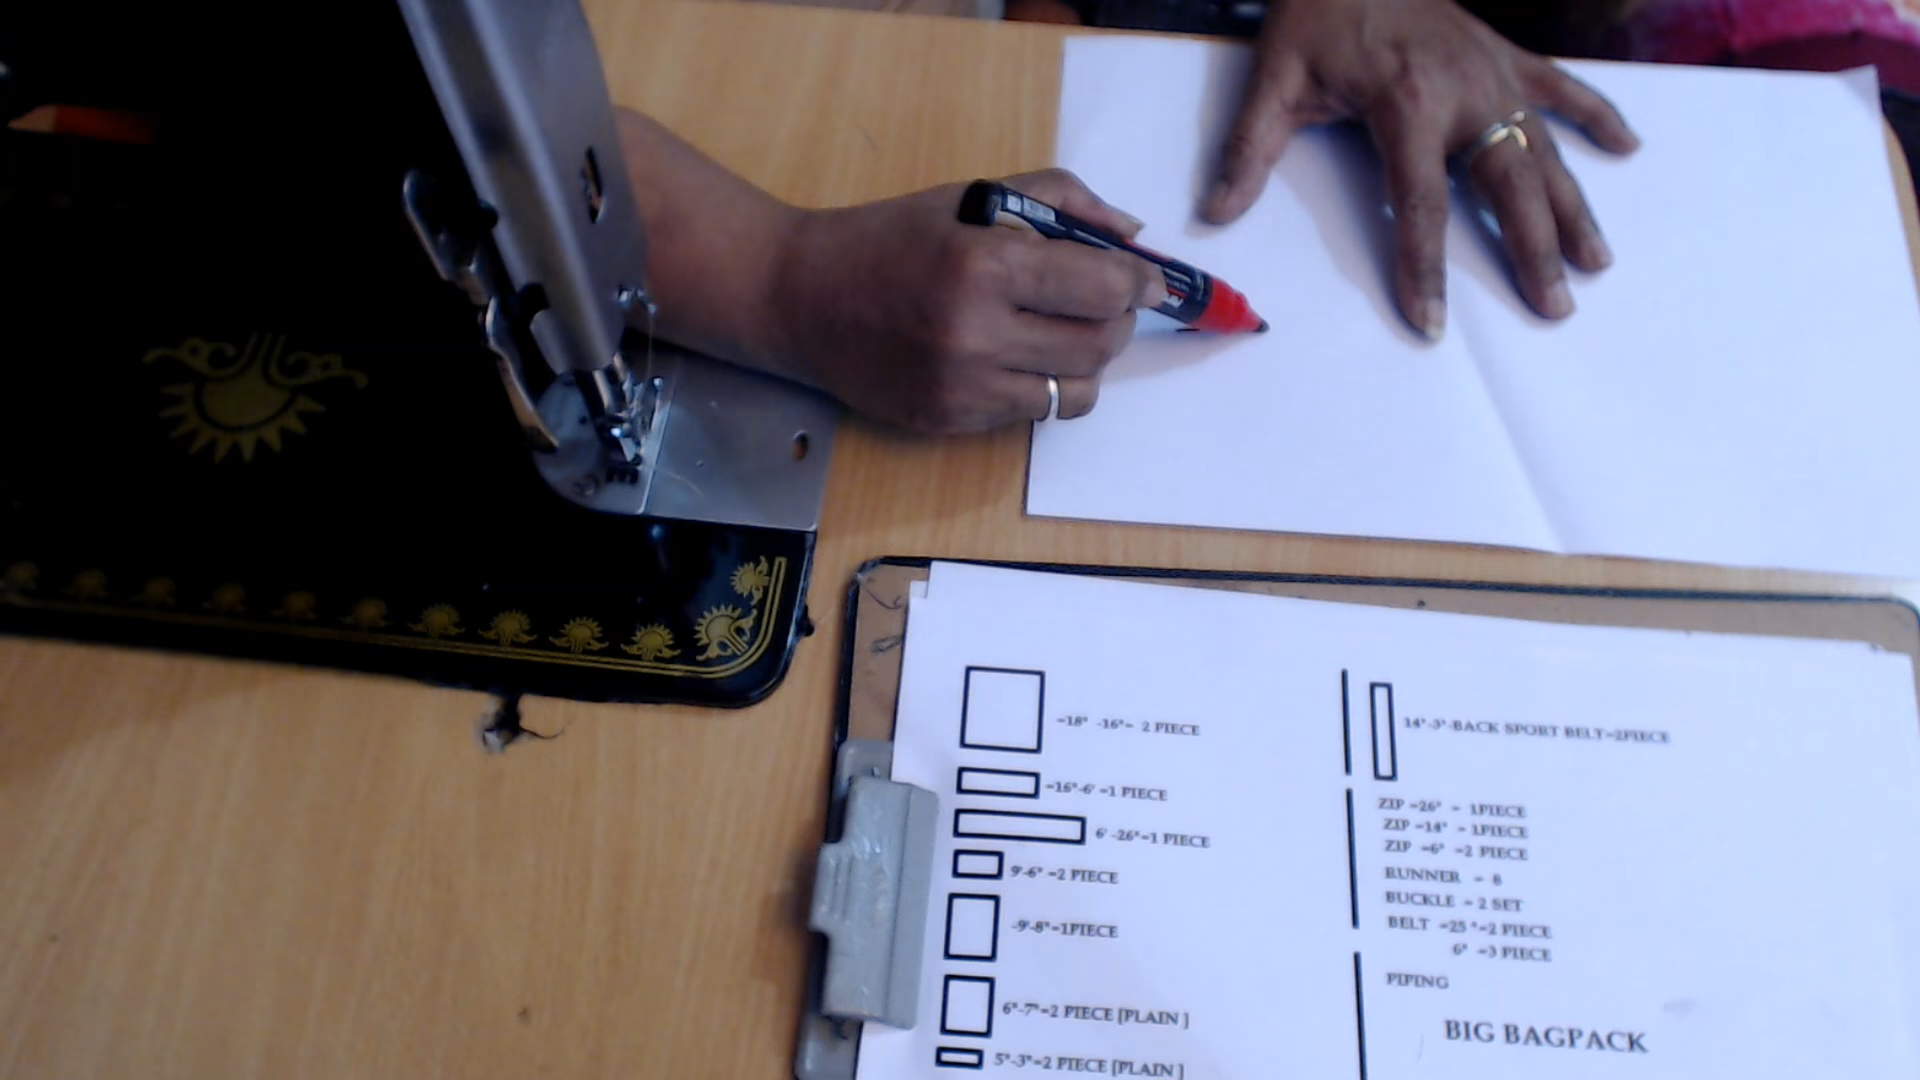 =18" -16"= 2 PIECE
=16"-6' =1 PIECE
6' -26"=1 PIECE
9'-6" =2 PIECE
-9'-8"=1PIECE
6"-7"=2 PIECE [PLAIN ]
5"-3"=2 PIECE [PLAIN ]
14"-3"-BACK SPORT BELT=2PIECE
ZIP =26" = 1PIECE
ZIP =14" = 1PIECE
ZIP =6" =2 PIECE
RUNNER = 8
BUCKLE = 2 SET
BELT =25 "=2 PIECE
6" =3 PIECE
PIPING
BIG BAGPACK